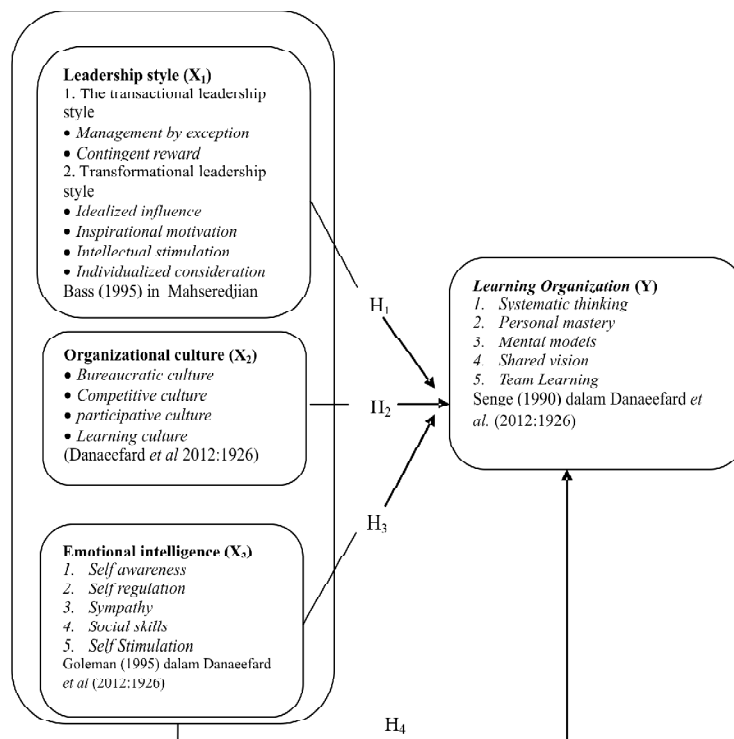 Leadership style (X₁)
1. The transactional leadership
style
• Management by exception
• Contingent reward
2. Transformational leadership
style
• Idealized influence
• Inspirational motivation
• Intellectual stimulation
• Individualized consideration
Bass (1995) in Mahseredjian
H₁
Organizational culture (X₂)
• Bureaucratic culture
• Competitive culture
• participative culture
• Learning culture
(Danaeefard et al 2012:1926)
H₂
Learning Organization (Y)
1. Systematic thinking
2. Personal mastery
3. Mental models
4. Shared vision
5. Team Learning
Senge (1990) dalam Danaeefard et
al. (2012:1926)
H₃
Emotional intelligence (X₃)
1. Self awareness
2. Self regulation
3. Sympathy
4. Social skills
5. Self Stimulation
Goleman (1995) dalam Danaeefard
et al (2012:1926)
H₄